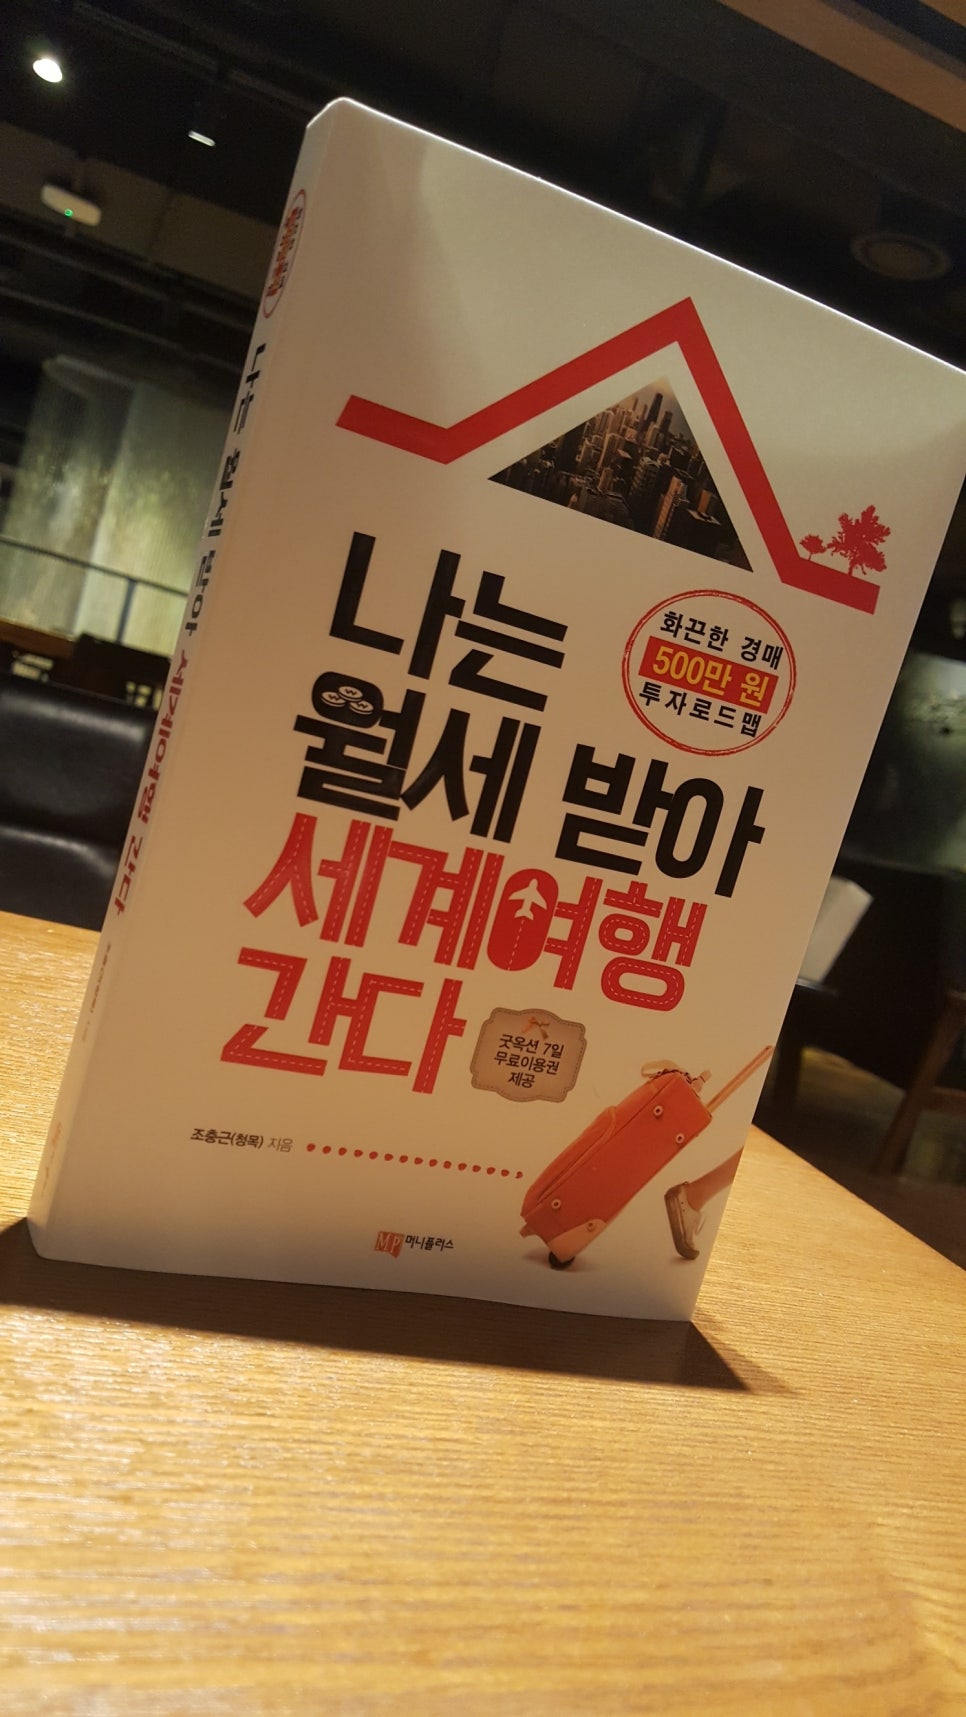 화끈한 경매
500만 원
투자로드맵
나는
월세 받아
세계여행
간다
굿옥션 7일
무료이용권
제공
조충근(청목) 지음
MP 머니플러스
나는 월세 받아 세계여행 간다